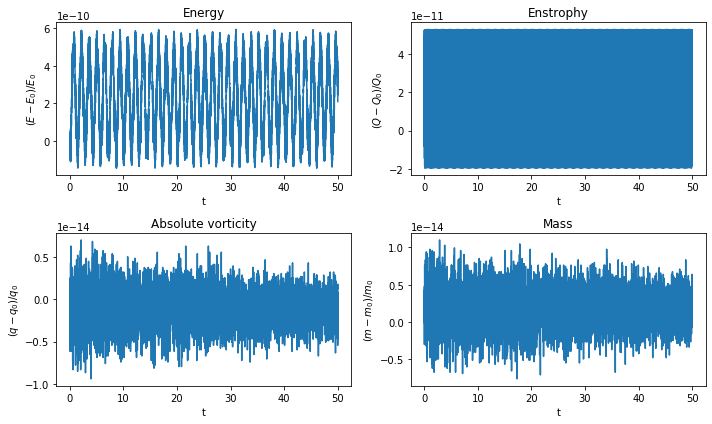 Energy
1e−10
(E − E₀)/E₀
6
4
2
0
0 10 20 30 40 50
t
Enstrophy
1e−11
(Q − Q₀)/Q₀
4
2
0
−2
0 10 20 30 40 50
t
Absolute vorticity
1e−14
(q − q₀)/q₀
0.5
0.0
−0.5
−1.0
0 10 20 30 40 50
t
Mass
1e−14
(m − m₀)/m₀
1.0
0.5
0.0
−0.5
0 10 20 30 40 50
t